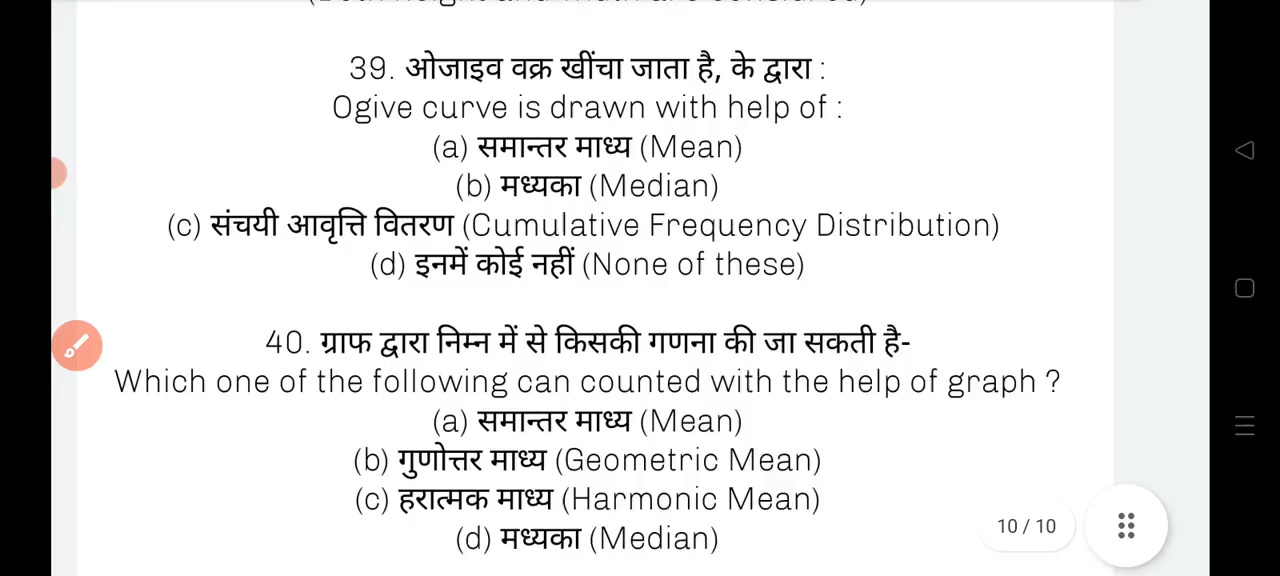 39. ओजाइव वक्र खींचा जाता है, के द्वारा :
Ogive curve is drawn with help of :
(a) समान्तर माध्य (Mean)
(b) मध्यका (Median)
(c) संचयी आवृत्ति वितरण (Cumulative Frequency Distribution)
(d) इनमें कोई नहीं (None of these)
40. ग्राफ द्वारा निम्न में से किसकी गणना की जा सकती है-
Which one of the following can counted with the help of graph ?
(a) समान्तर माध्य (Mean)
(b) गुणोत्तर माध्य (Geometric Mean)
(c) हरात्मक माध्य (Harmonic Mean)
(d) मध्यका (Median)
10 / 10